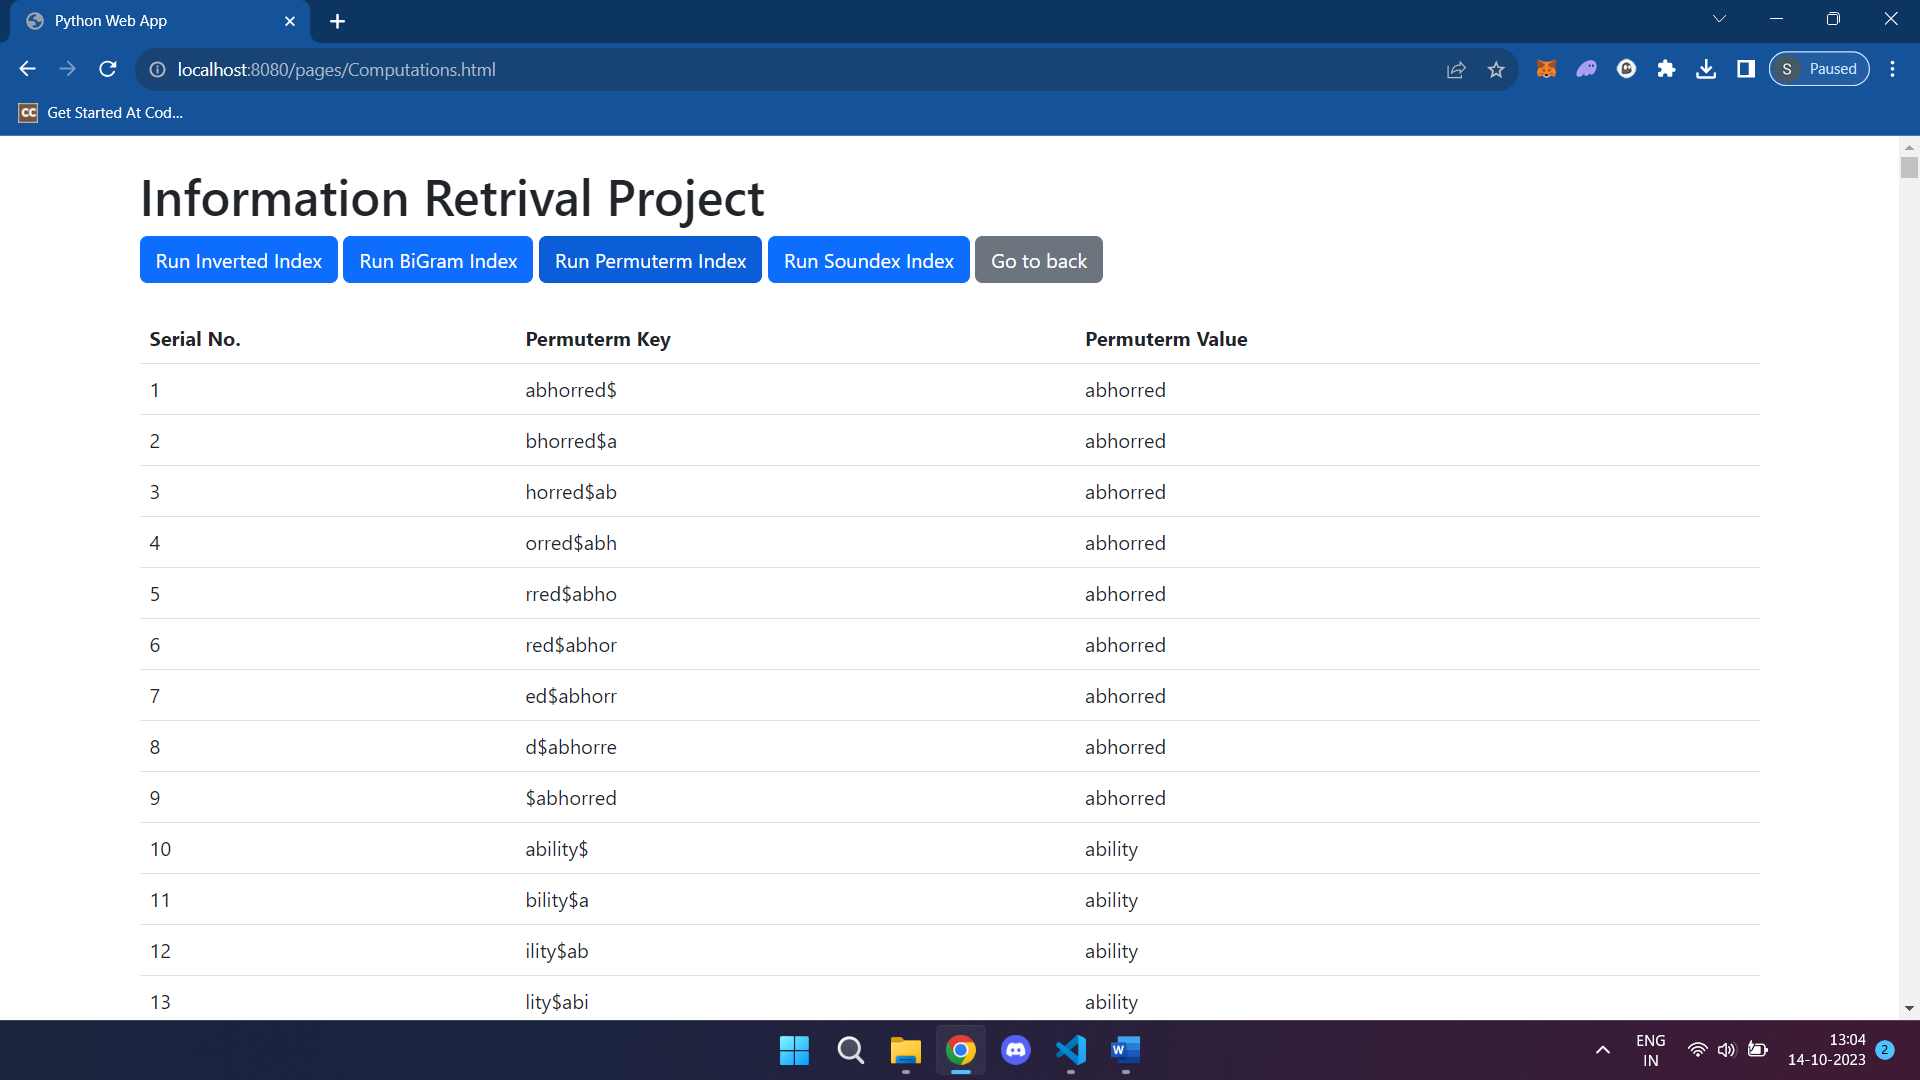 Python Web App
localhost:8080/pages/Computations.html
S Paused
CC Get Started At Cod...
Information Retrival Project
Run Inverted Index Run BiGram Index Run Permuterm Index Run Soundex Index Go to back
Serial No. Permuterm Key Permuterm Value
1 abhorred$ abhorred
2 bhorred$a abhorred
3 horred$ab abhorred
4 orred$abh abhorred
5 rred$abho abhorred
6 red$abhor abhorred
7 ed$abhorr abhorred
8 d$abhorre abhorred
9 $abhorred abhorred
10 ability$ ability
11 bility$a ability
12 ility$ab ability
13 lity$abi ability
W
ENG
IN
13:04
14-10-2023
2